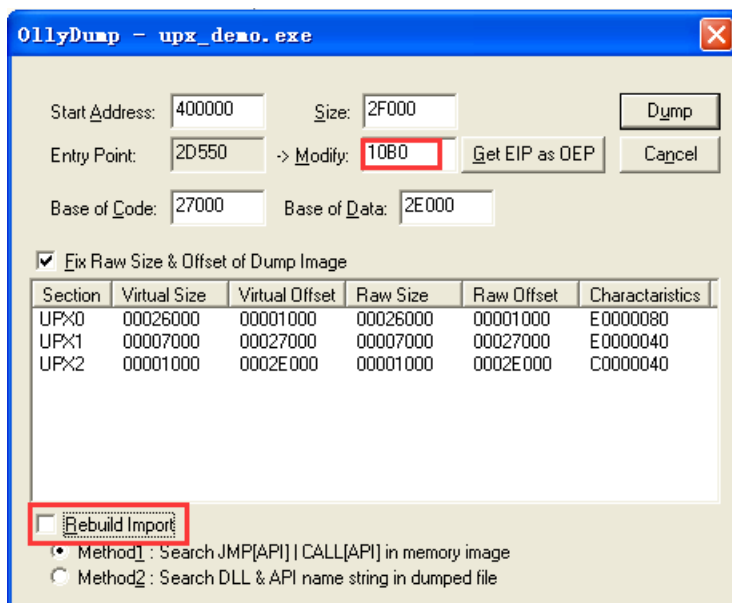 OllyDump - upx_demo.exe
Start Address: 400000 Size: 2F000 Dump
Entry Point: 2D550 -> Modify: 10B0 Get EIP as OEP Cancel
Base of Code: 27000 Base of Data: 2E000
Fix Raw Size & Offset of Dump Image
Section Virtual Size Virtual Offset Raw Size Raw Offset Charactaristics
UPX0 00026000 00001000 00026000 00001000 E0000080
UPX1 00007000 00027000 00007000 00027000 E0000040
UPX2 00001000 0002E000 00001000 0002E000 C0000040
Rebuild Import
Method1 : Search JMP[API] | CALL[API] in memory image
Method2 : Search DLL & API name string in dumped file